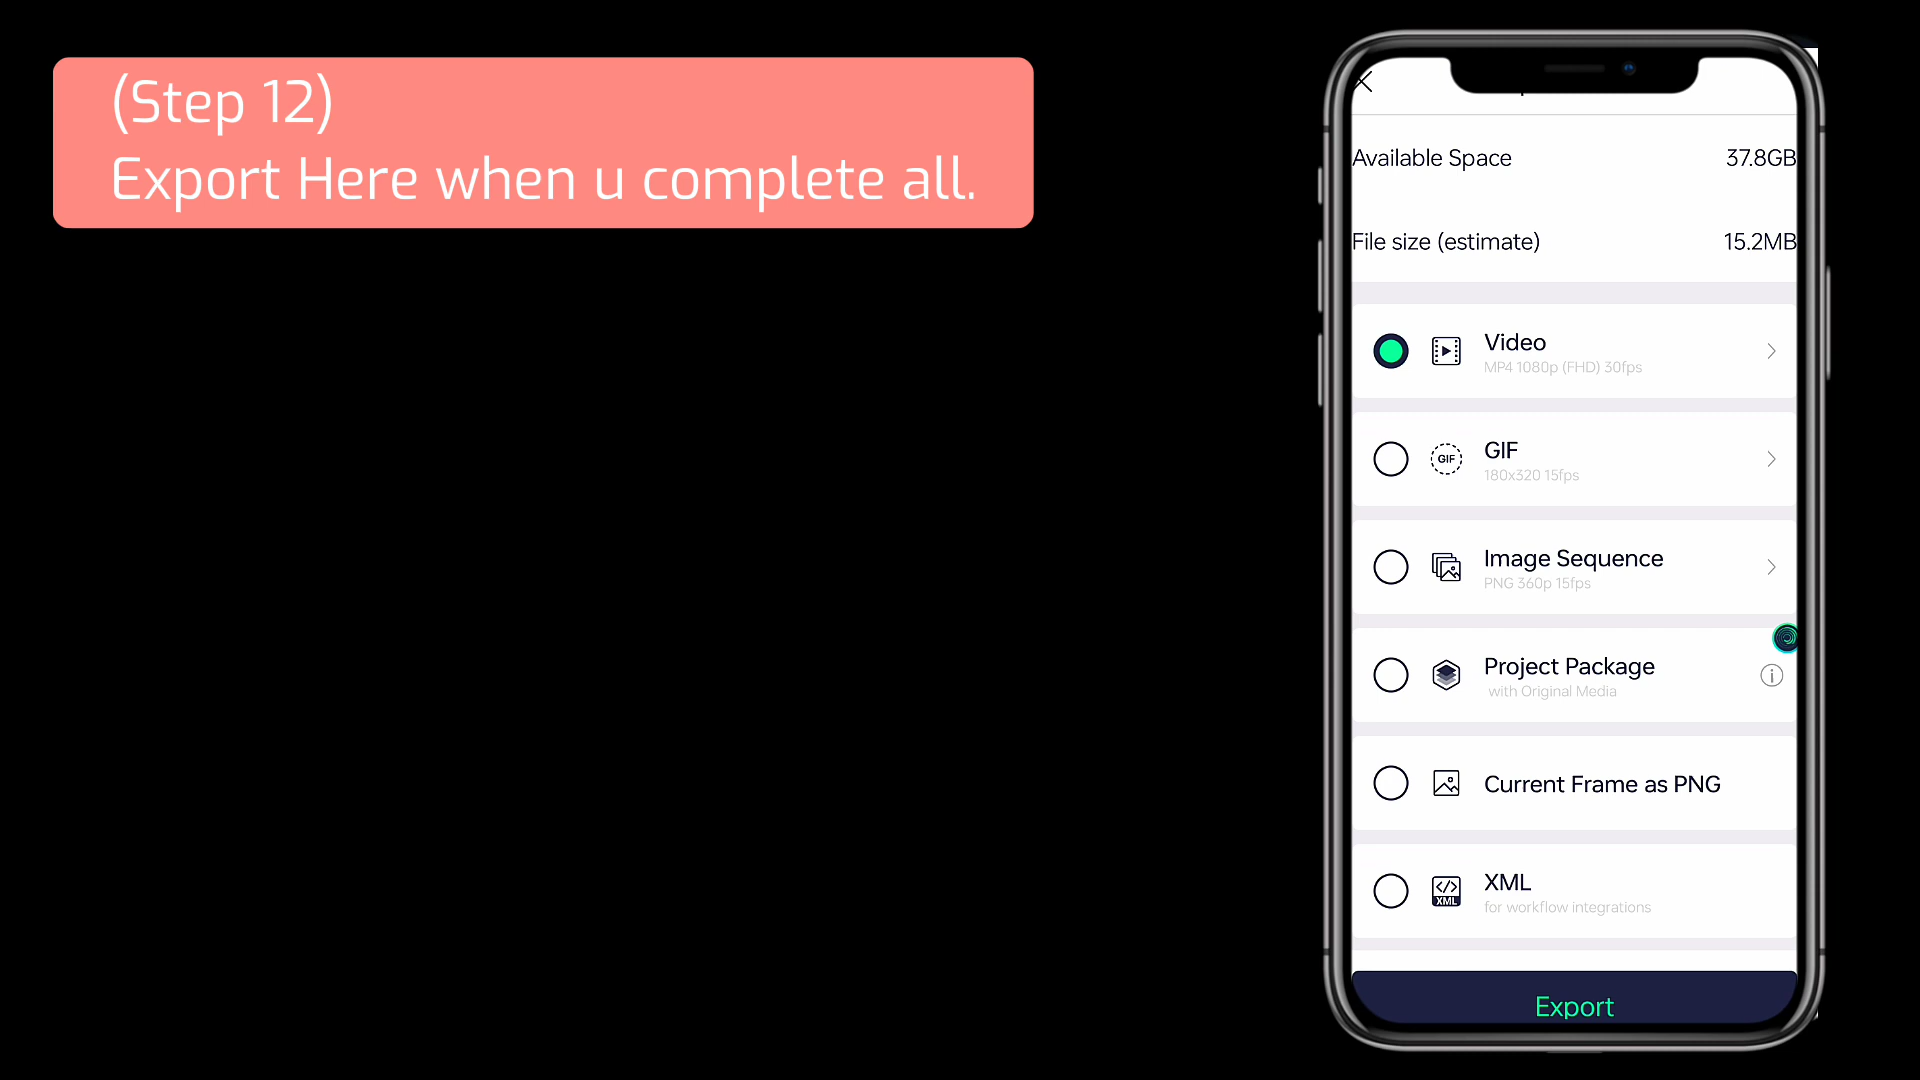 (Step 12)
Export Here when u complete all.
Available Space 37.8GB
File size (estimate) 15.2MB
Video
MP4 1080p (FHD) 30fps
GIF
GIF
180x320 15fps
Image Sequence
PNG 360p 15fps
Project Package
with Original Media
Current Frame as PNG
XML
XML
for workflow integrations
Export